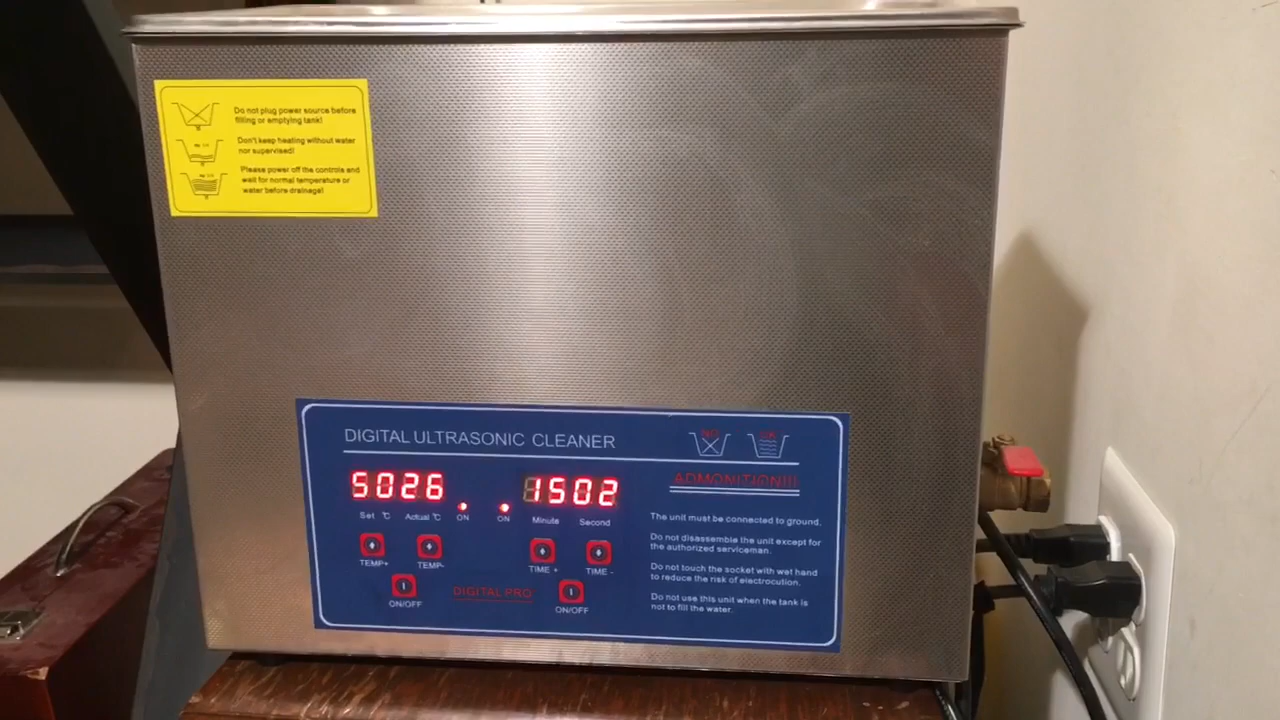 Do not plug power source before
filling or emptying tank!
Don't keep heating without water
nor supervised!
Please power off the controls and
wait for normal temperature or
water before drainage!
DIGITAL ULTRASONIC CLEANER
NO
OK
5026
1502
ADMONITION!!!
Set °C
Actual °C
ON
ON
Minute
Second
TEMP+
TEMP-
TIME +
TIME -
ON/OFF
DIGITAL PRO
ON/OFF
The unit must be connected to ground.
Do not disassemble the unit except for
the authorized serviceman.
Do not touch the socket with wet hand
to reduce the risk of electrocution.
Do not use this unit when the tank is
not to fill the water.